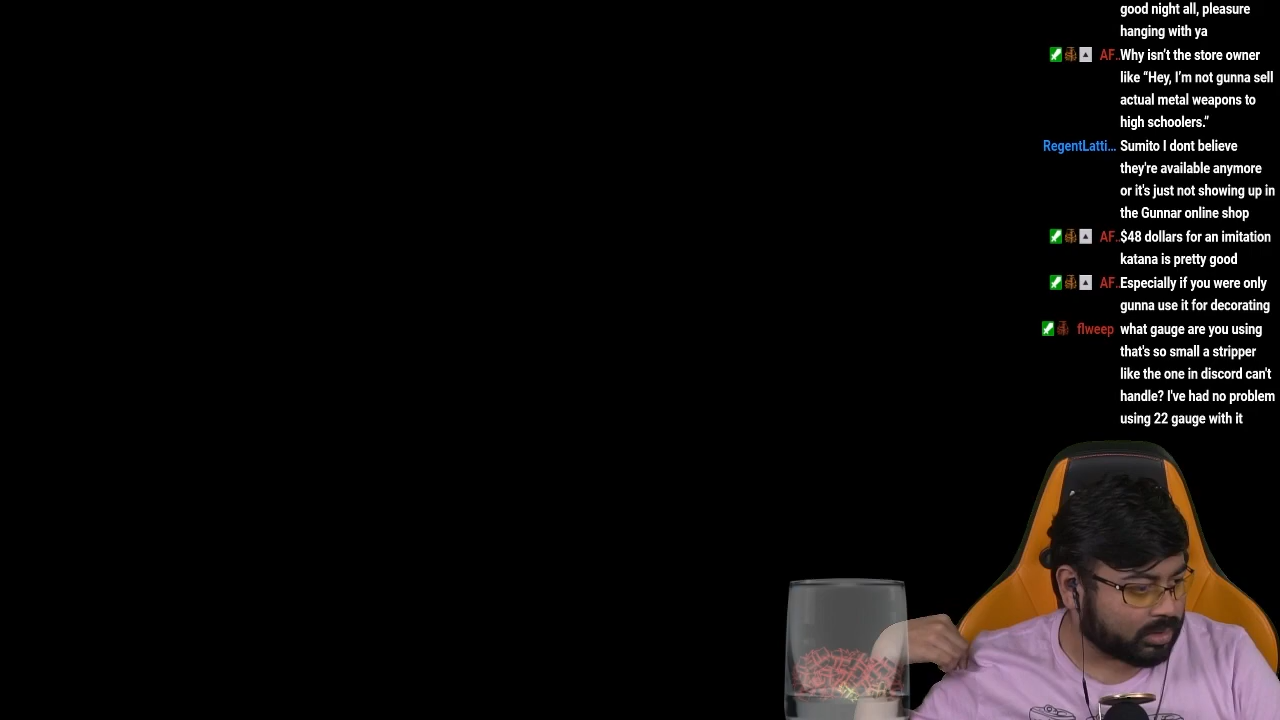 good night all, pleasure
hanging with ya
AF.. Why isn’t the store owner
like “Hey, I’m not gunna sell
actual metal weapons to
high schoolers.”
RegentLatti... Sumito I dont believe
they're available anymore
or it's just not showing up in
the Gunnar online shop
AF.. $48 dollars for an imitation
katana is pretty good
AF.. Especially if you were only
gunna use it for decorating
flweep what gauge are you using
that's so small a stripper
like the one in discord can't
handle? I've had no problem
using 22 gauge with it